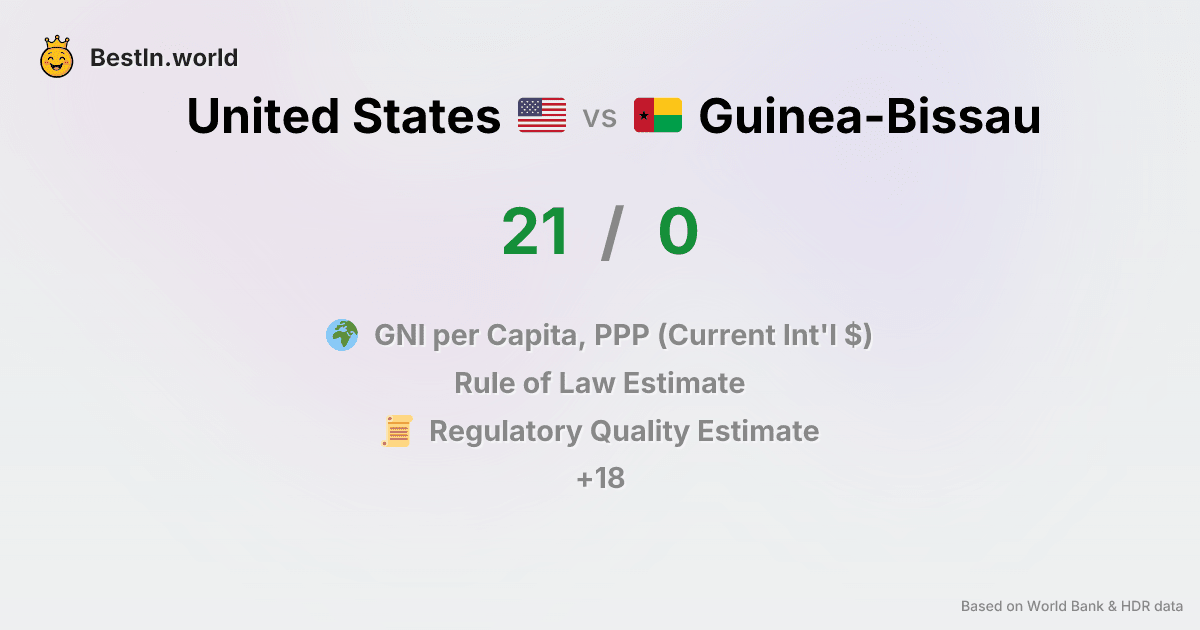 BestIn.world
United States vs Guinea-Bissau
21 / 0
GNI per Capita, PPP (Current Int'l $)
Rule of Law Estimate
Regulatory Quality Estimate
+18
Based on World Bank & HDR data